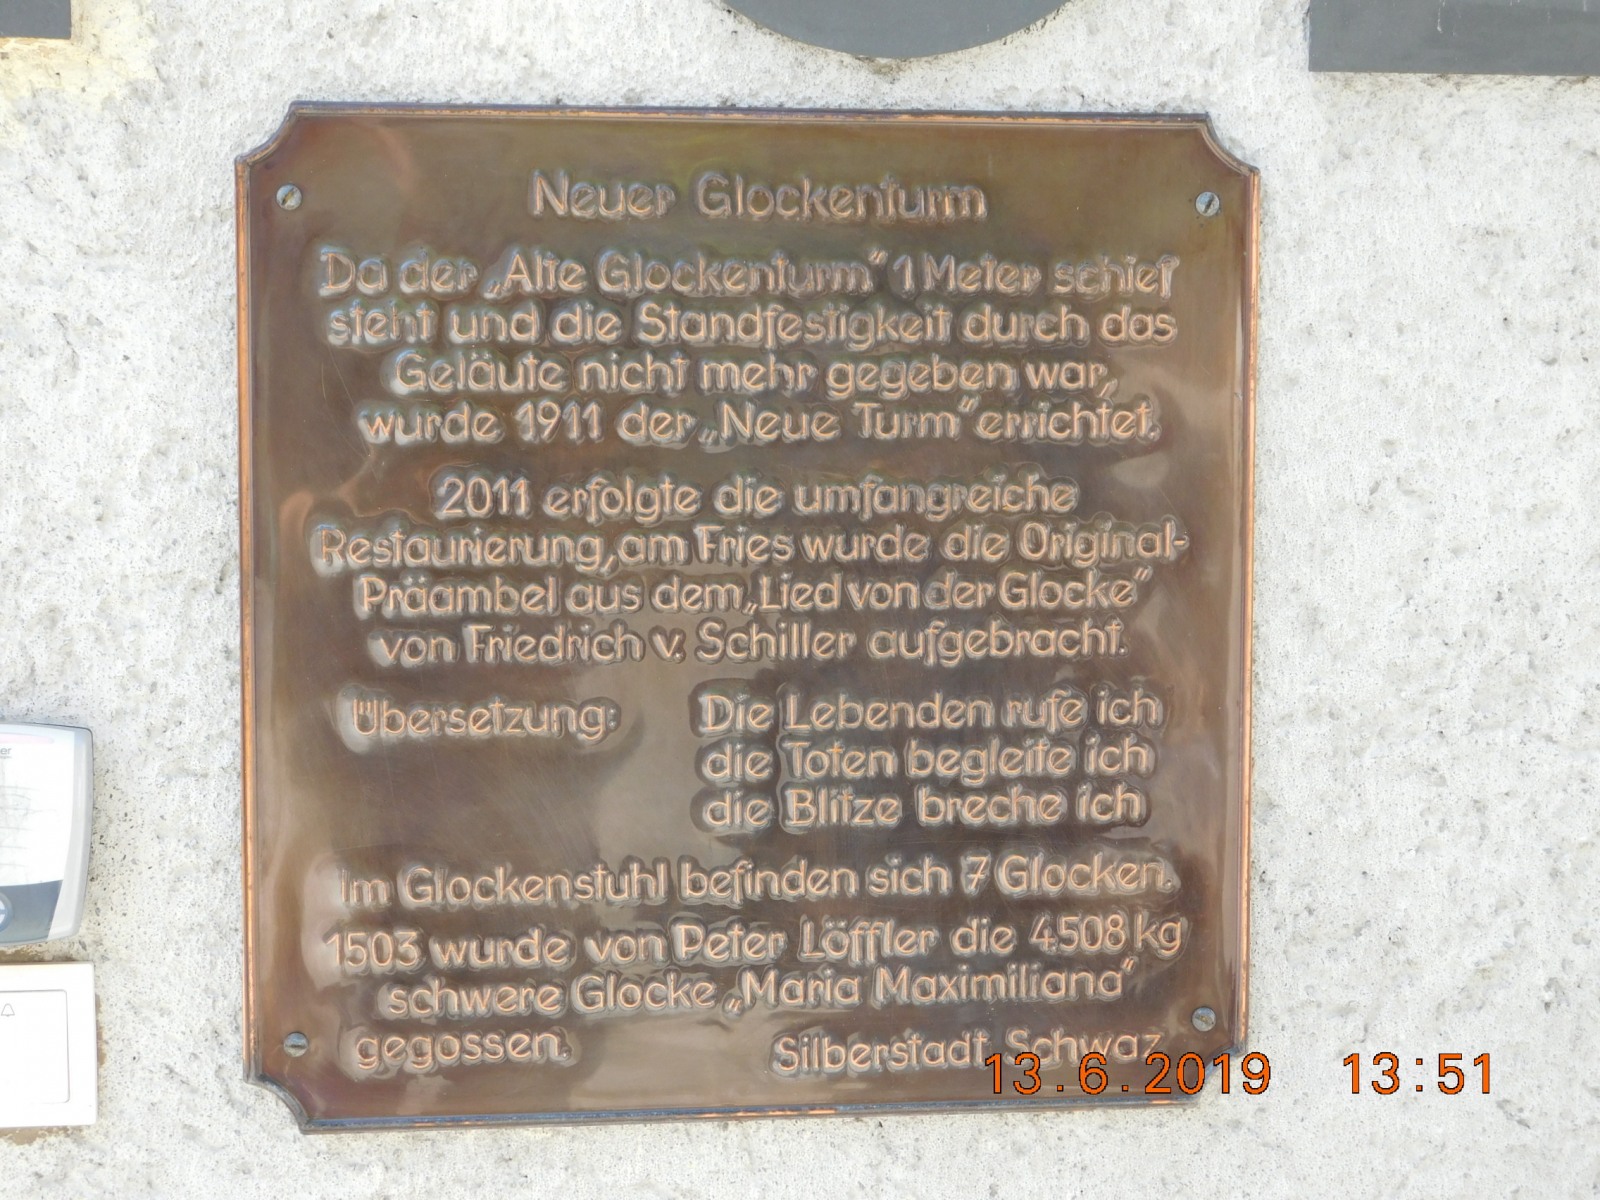 Neuer Glockenturm
Da der „Alte Glockenturm“ 1 Meter schief
steht und die Standfestigkeit durch das
Geläute nicht mehr gegeben war,
wurde 1911 der „Neue Turm“ errichtet.
2011 erfolgte die umfangreiche
Restaurierung, am Fries wurde die Original-
Präambel aus dem „Lied von der Glocke“
von Friedrich v. Schiller aufgebracht.
Übersetzung: Die Lebenden rufe ich
die Toten begleite ich
die Blitze breche ich
Im Glockenstuhl befinden sich 7 Glocken.
1503 wurde von Peter Löffler die 4.508 kg
schwere Glocke „Maria Maximiliana“
gegossen. Silberstadt Schwaz
13.6.2019 13:51